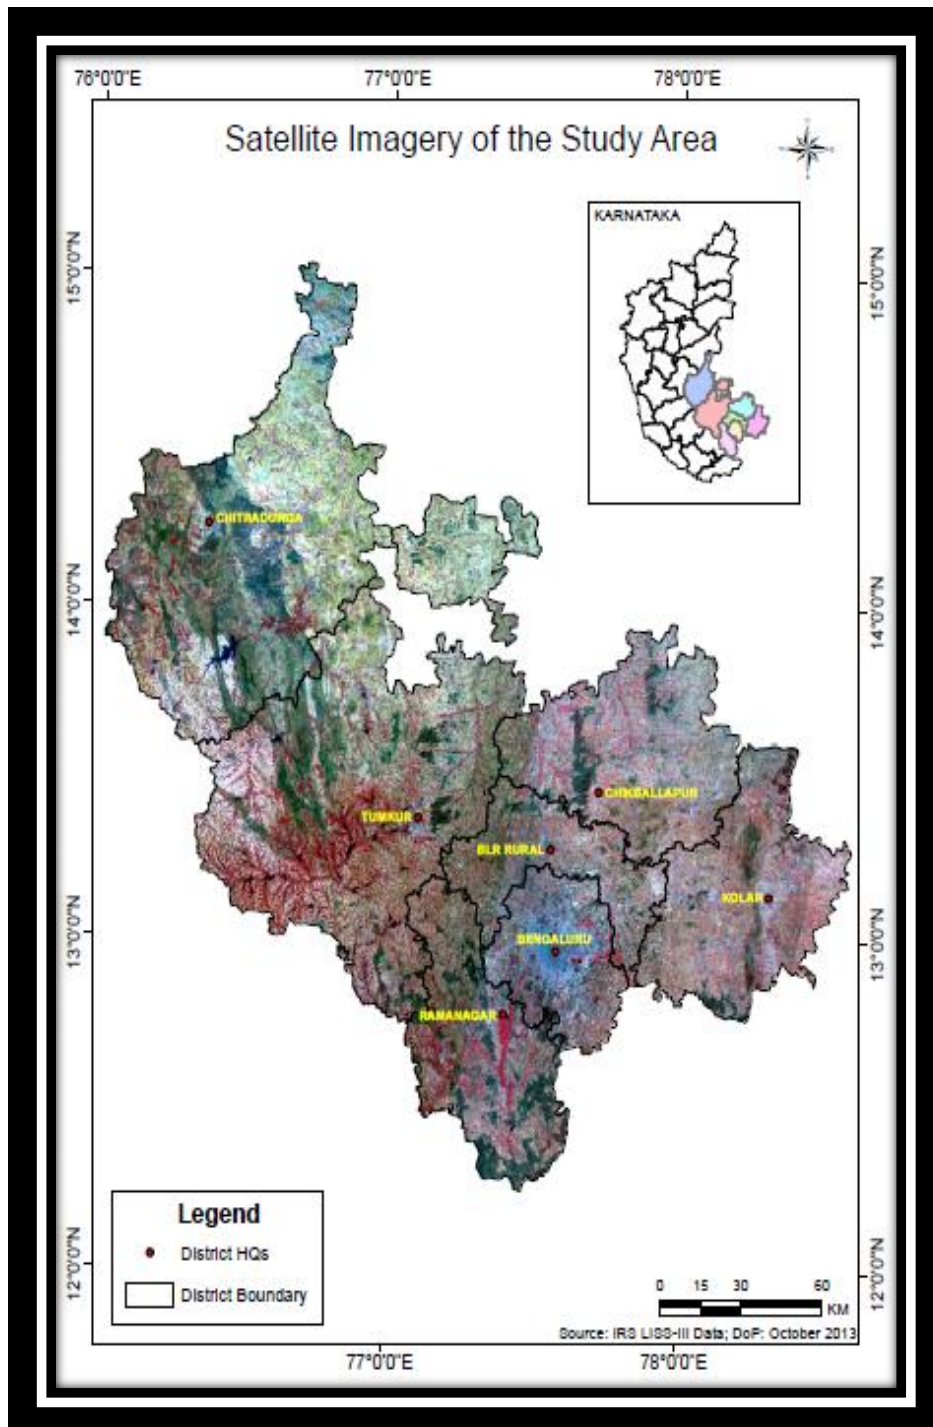 76°0'0"E 77°0'0"E 78°0'0"E
Satellite Imagery of the Study Area
KARNATAKA
15°0'0"N
15°0'0"N
CHITRADURGA
14°0'0"N
14°0'0"N
CHIKBALLAPUR
TUMKUR
BLR RURAL
KOLAR
13°0'0"N
BENGALURU
13°0'0"N
RAMANAGAR
Legend
District HQs
District Boundary
12°0'0"N
12°0'0"N
0 15 30 60
KM
Source: IRS LISS-III Data; DoP: October 2013
77°0'0"E 78°0'0"E